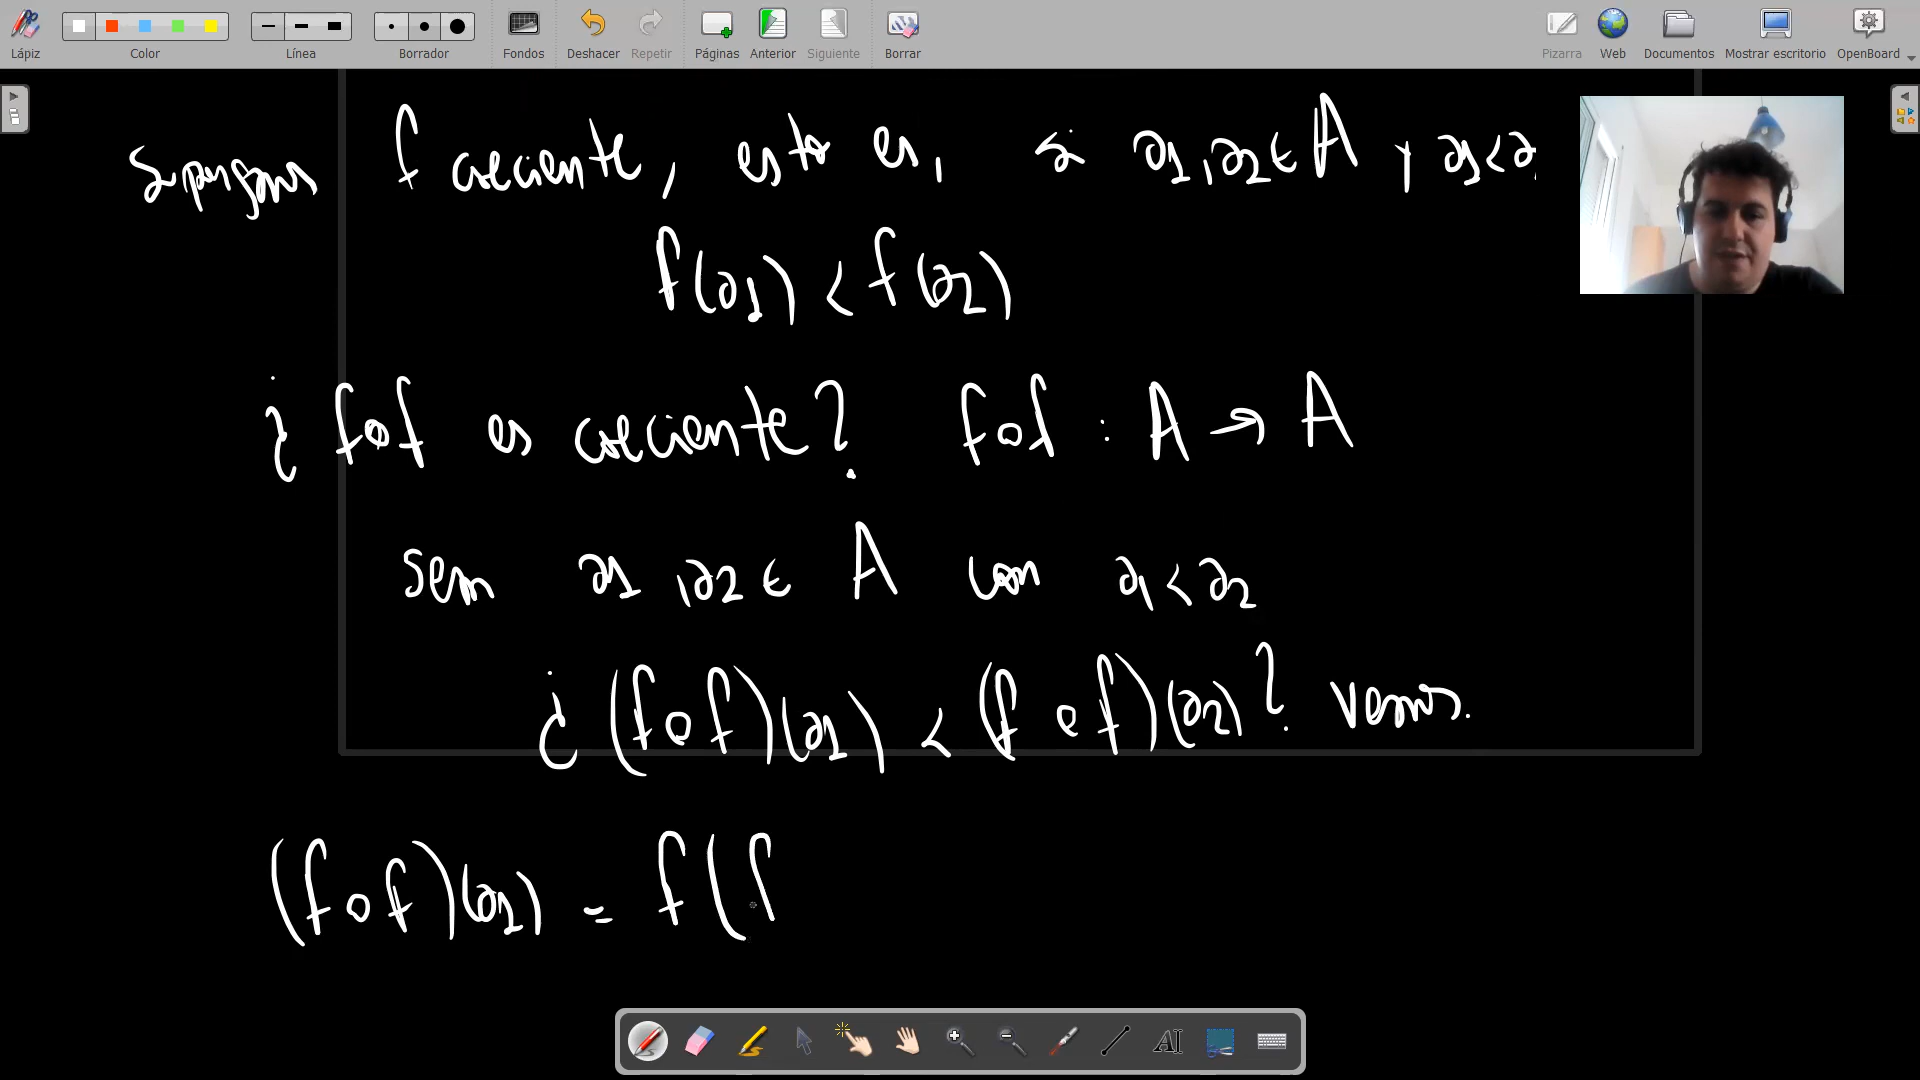 Lápiz Color Línea Borrador Fondos Deshacer Repetir Páginas Anterior Siguiente Borrar Pizarra Web Documentos Mostrar escritorio OpenBoard
Supongamos f creciente, esto es, si a1, a2 ∈ A y a1 < a
f(a1) < f(a2)
¿ f∘f es creciente? f∘f : A → A
Sean a1, a2 ∈ A con a1 < a2
¿ (f∘f)(a1) < (f∘f)(a2)? Veamos.
(f∘f)(a1) = f(f